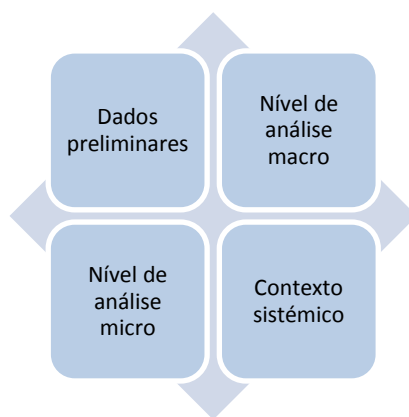 Dados
preliminares
Nível de
análise
macro
Nível de
análise
micro
Contexto
sistémico